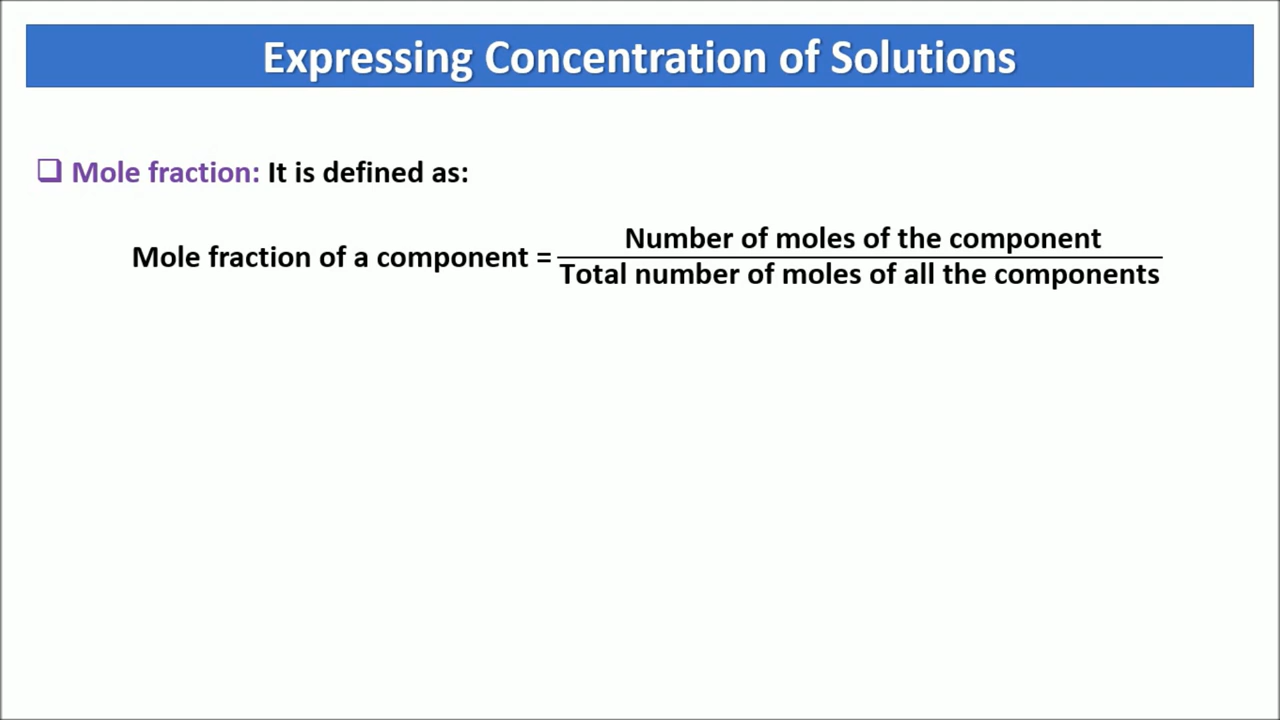 Expressing Concentration of Solutions
❑ Mole fraction: It is defined as:
Mole fraction of a component = Number of moles of the component
Total number of moles of all the components